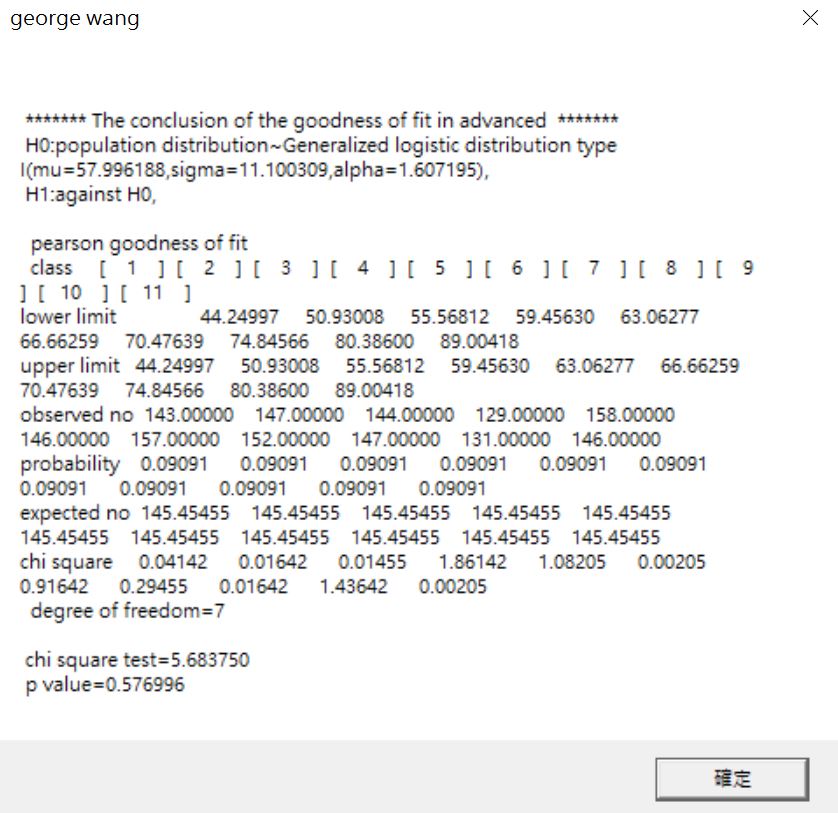 george wang
******* The conclusion of the goodness of fit in advanced *******
H0:population distribution~Generalized logistic distribution type
I(mu=57.996188,sigma=11.100309,alpha=1.607195),
H1:against H0,
pearson goodness of fit
class [ 1 ] [ 2 ] [ 3 ] [ 4 ] [ 5 ] [ 6 ] [ 7 ] [ 8 ] [ 9
] [ 10 ] [ 11 ]
lower limit 44.24997 50.93008 55.56812 59.45630 63.06277
66.66259 70.47639 74.84566 80.38600 89.00418
upper limit 44.24997 50.93008 55.56812 59.45630 63.06277 66.66259
70.47639 74.84566 80.38600 89.00418
observed no 143.00000 147.00000 144.00000 129.00000 158.00000
146.00000 157.00000 152.00000 147.00000 131.00000 146.00000
probability 0.09091 0.09091 0.09091 0.09091 0.09091 0.09091
0.09091 0.09091 0.09091 0.09091 0.09091
expected no 145.45455 145.45455 145.45455 145.45455 145.45455
145.45455 145.45455 145.45455 145.45455 145.45455 145.45455
chi square 0.04142 0.01642 0.01455 1.86142 1.08205 0.00205
0.91642 0.29455 0.01642 1.43642 0.00205
degree of freedom=7
chi square test=5.683750
p value=0.576996
確定